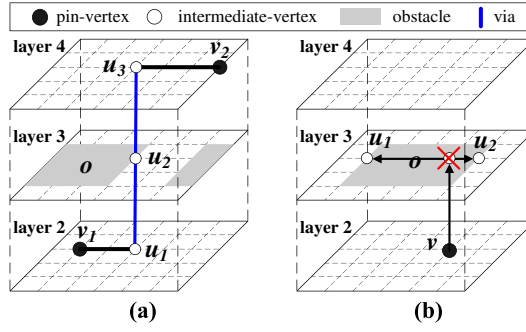 pin-vertex intermediate-vertex obstacle via
layer 4
v2
u3
layer 3
o
u2
layer 2
v1
u1
(a)
layer 4
layer 3
u1
o
u2
layer 2
v
(b)